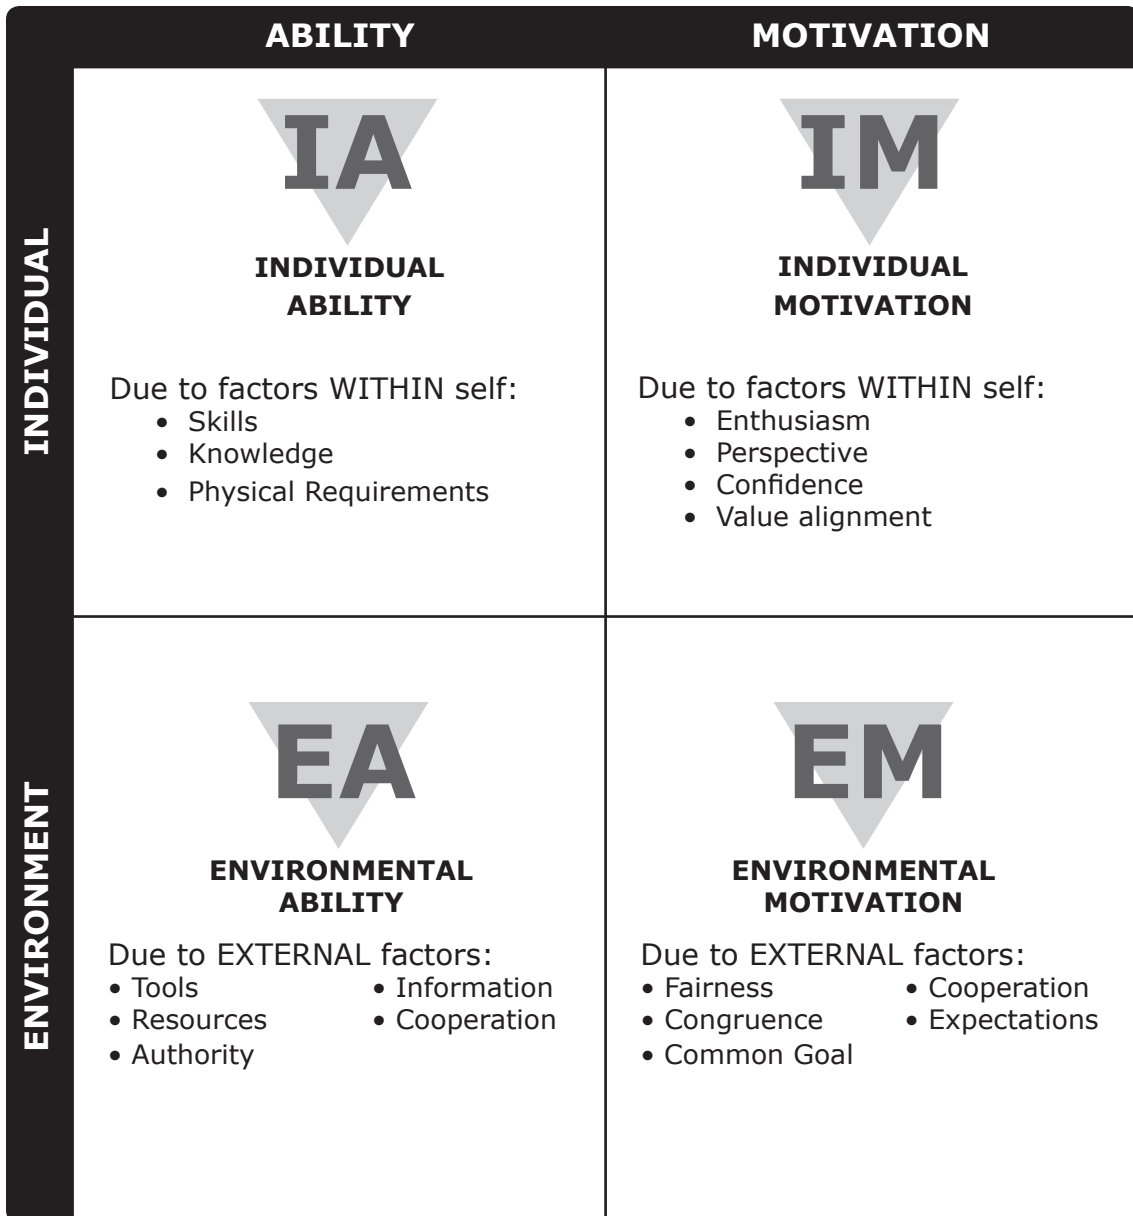 ABILITY
MOTIVATION
INDIVIDUAL
IA
INDIVIDUAL
ABILITY
Due to factors WITHIN self:
• Skills
• Knowledge
• Physical Requirements
IM
INDIVIDUAL
MOTIVATION
Due to factors WITHIN self:
• Enthusiasm
• Perspective
• Confidence
• Value alignment
ENVIRONMENT
EA
ENVIRONMENTAL
ABILITY
Due to EXTERNAL factors:
• Tools
• Resources
• Authority
• Information
• Cooperation
EM
ENVIRONMENTAL
MOTIVATION
Due to EXTERNAL factors:
• Fairness
• Congruence
• Common Goal
• Cooperation
• Expectations